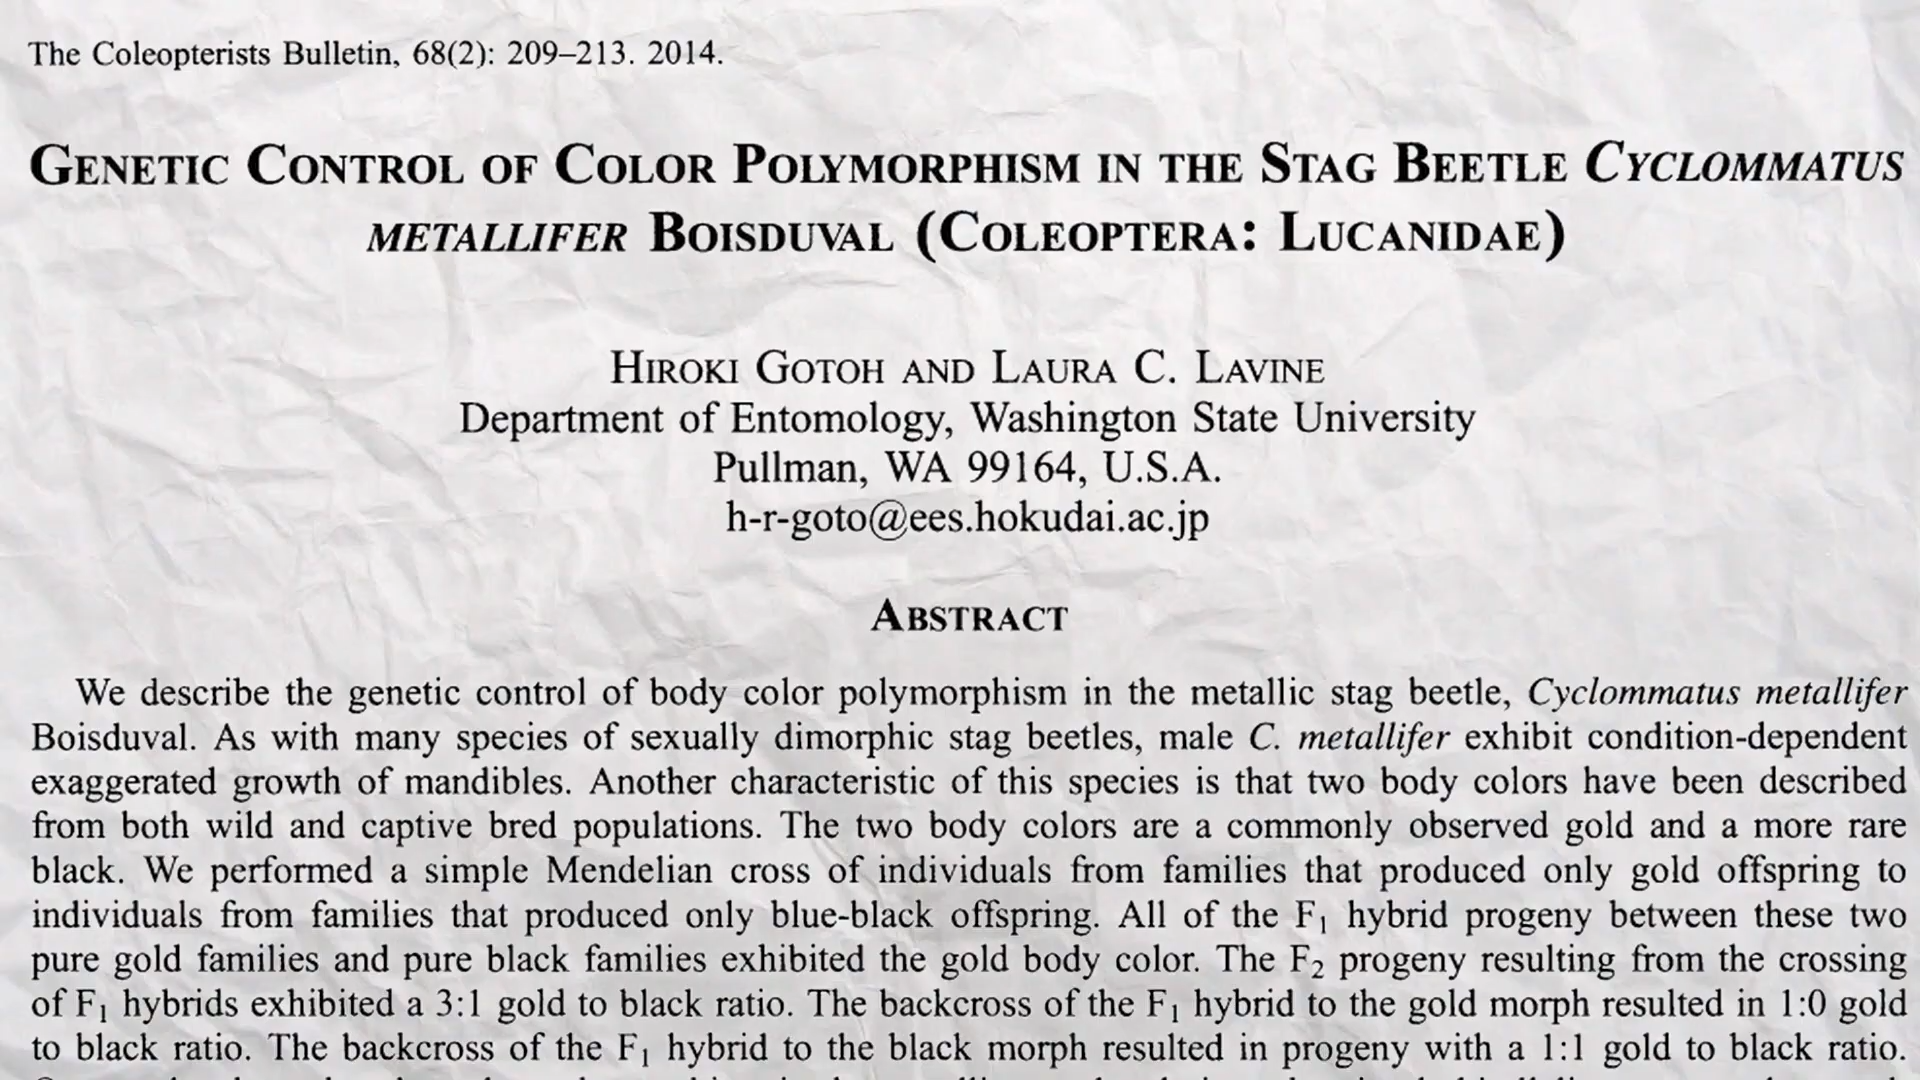 The Coleopterists Bulletin, 68(2): 209–213. 2014.
GENETIC CONTROL OF COLOR POLYMORPHISM IN THE STAG BEETLE CYCLOMMATUS
METALLIFER BOISDUVAL (COLEOPTERA: LUCANIDAE)
HIROKI GOTOH AND LAURA C. LAVINE
Department of Entomology, Washington State University
Pullman, WA 99164, U.S.A.
h-r-goto@ees.hokudai.ac.jp
ABSTRACT
We describe the genetic control of body color polymorphism in the metallic stag beetle, Cyclommatus metallifer
Boisduval. As with many species of sexually dimorphic stag beetles, male C. metallifer exhibit condition-dependent
exaggerated growth of mandibles. Another characteristic of this species is that two body colors have been described
from both wild and captive bred populations. The two body colors are a commonly observed gold and a more rare
black. We performed a simple Mendelian cross of individuals from families that produced only gold offspring to
individuals from families that produced only blue-black offspring. All of the F₁ hybrid progeny between these two
pure gold families and pure black families exhibited the gold body color. The F₂ progeny resulting from the crossing
of F₁ hybrids exhibited a 3:1 gold to black ratio. The backcross of the F₁ hybrid to the gold morph resulted in 1:0 gold
to black ratio. The backcross of the F₁ hybrid to the black morph resulted in progeny with a 1:1 gold to black ratio.